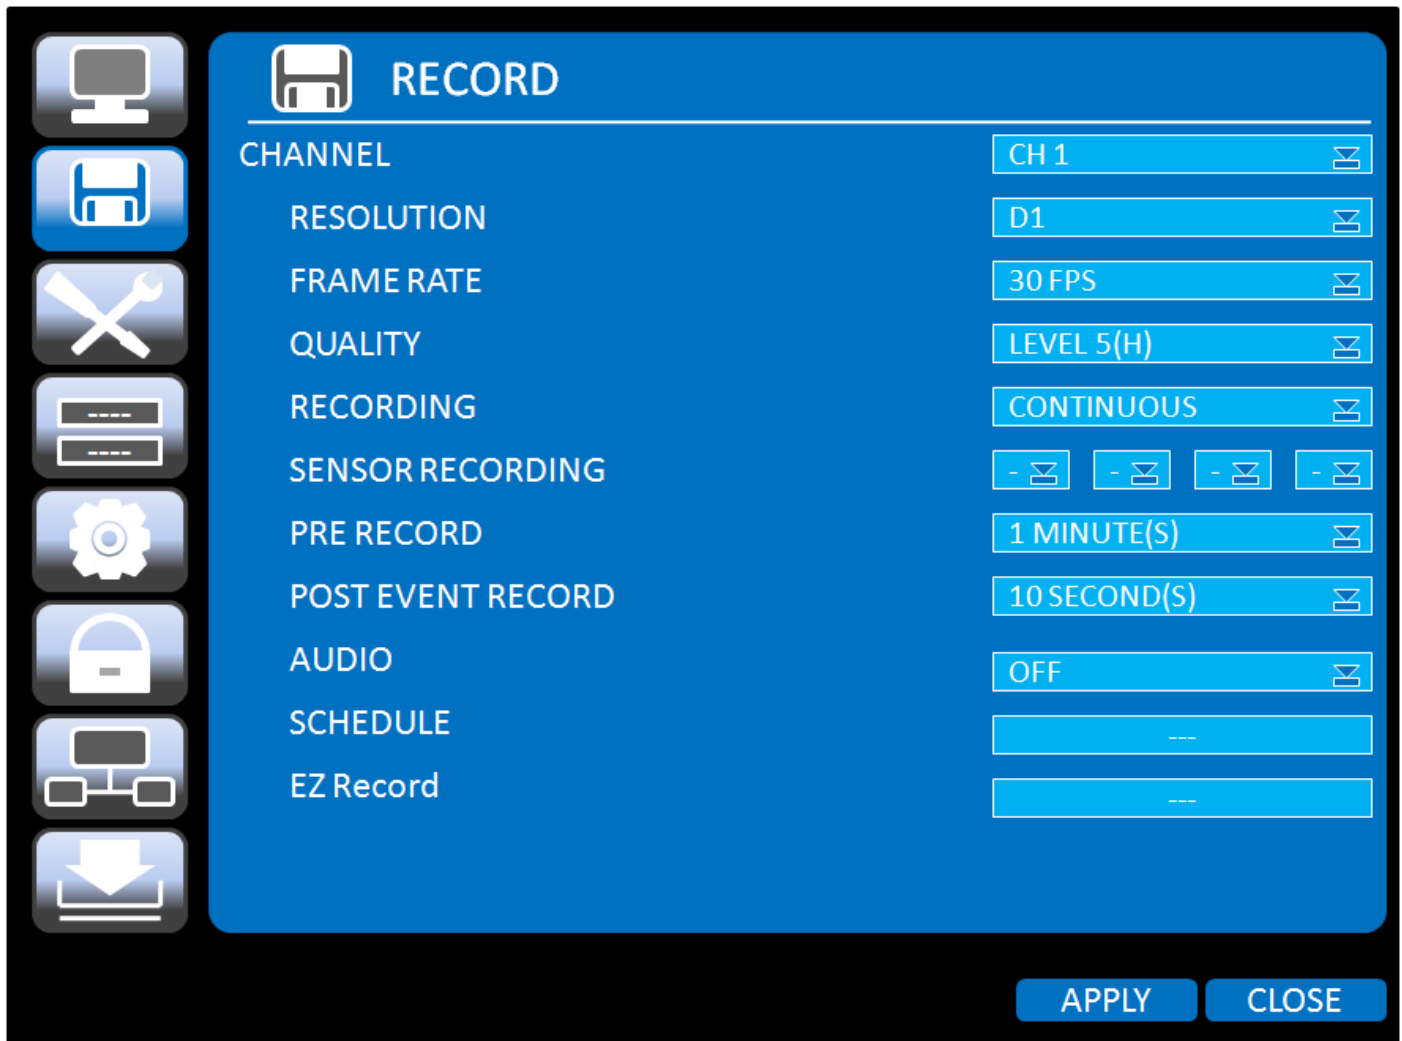 RECORD
CHANNEL CH 1
RESOLUTION D1
FRAME RATE 30 FPS
QUALITY LEVEL 5(H)
RECORDING CONTINUOUS
---- SENSOR RECORDING - - - -
----
PRE RECORD 1 MINUTE(S)
POST EVENT RECORD 10 SECOND(S)
AUDIO OFF
SCHEDULE ---
EZ Record ---
APPLY CLOSE